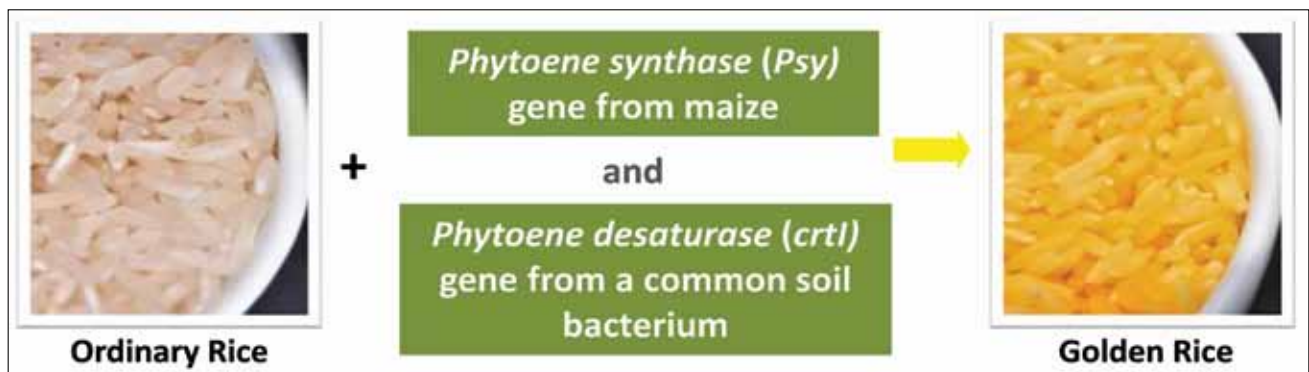 Phytoene synthase (Psy)
gene from maize
+
and
Phytoene desaturase (crtI)
gene from a common soil
bacterium
Ordinary Rice
Golden Rice